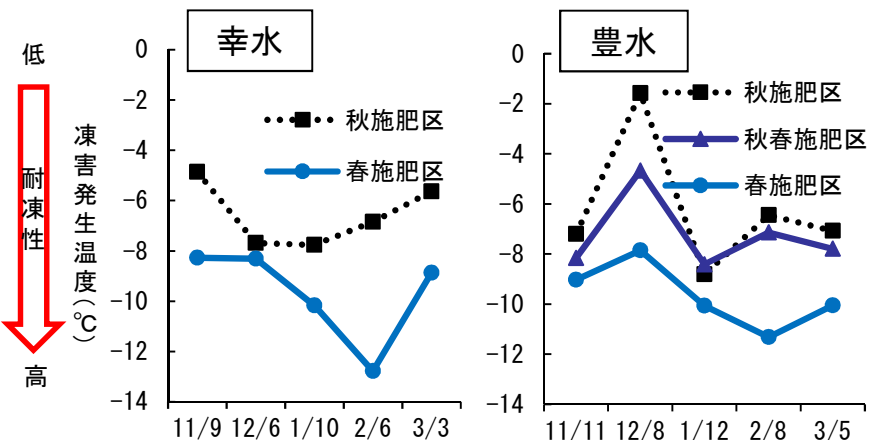 低
耐凍性
高
凍害発生温度(℃)
幸水
0
-2
-4
-6
-8
-10
-12
-14
秋施肥区
春施肥区
11/9 12/6 1/10 2/6 3/3
豊水
0
-2
-4
-6
-8
-10
-12
-14
秋施肥区
秋春施肥区
春施肥区
11/11 12/8 1/12 2/8 3/5